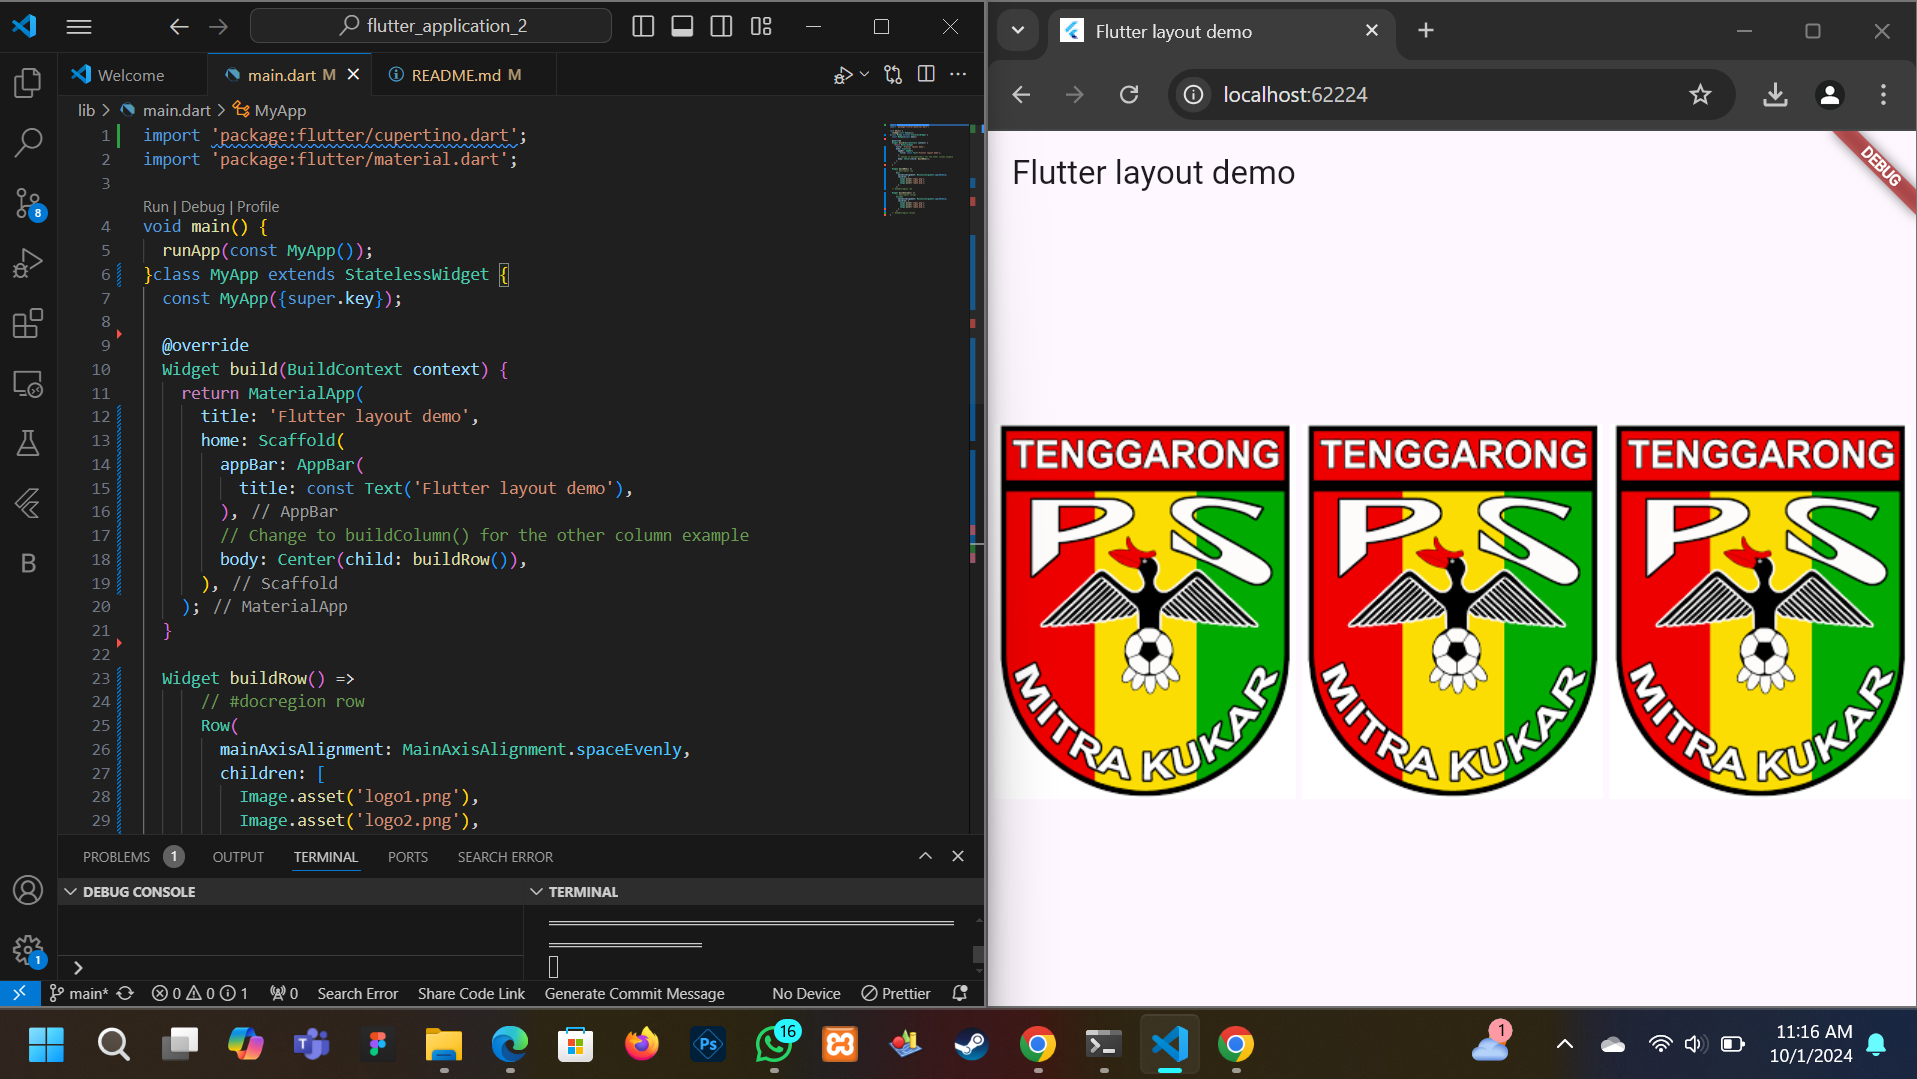 flutter_application_2
Welcome
main.dart M
README.md M
lib > main.dart > MyApp
1 import 'package:flutter/cupertino.dart';
2 import 'package:flutter/material.dart';
3
Run | Debug | Profile
4 void main() {
5 runApp(const MyApp());
6 }class MyApp extends StatelessWidget {
7 const MyApp({super.key});
8
9 @override
10 Widget build(BuildContext context) {
11 return MaterialApp(
12 title: 'Flutter layout demo',
13 home: Scaffold(
14 appBar: AppBar(
15 title: const Text('Flutter layout demo'),
16 ), // AppBar
17 // Change to buildColumn() for the other column example
18 body: Center(child: buildRow()),
19 ), // Scaffold
20 ); // MaterialApp
21 }
22
23 Widget buildRow() =>
24 // #docregion row
25 Row(
26 mainAxisAlignment: MainAxisAlignment.spaceEvenly,
27 children: [
28 Image.asset('logo1.png'),
29 Image.asset('logo2.png'),
8
1
B
PROBLEMS 1 OUTPUT TERMINAL PORTS SEARCH ERROR
DEBUG CONSOLE
TERMINAL
main* 0 0 1 0 Search Error Share Code Link Generate Commit Message No Device Prettier
Flutter layout demo
localhost:62224
Flutter layout demo
DEBUG
TENGGARONG
PS
MITRA KUKAR
TENGGARONG
PS
MITRA KUKAR
TENGGARONG
PS
MITRA KUKAR
T
Ps
16
1
11:16 AM
10/1/2024